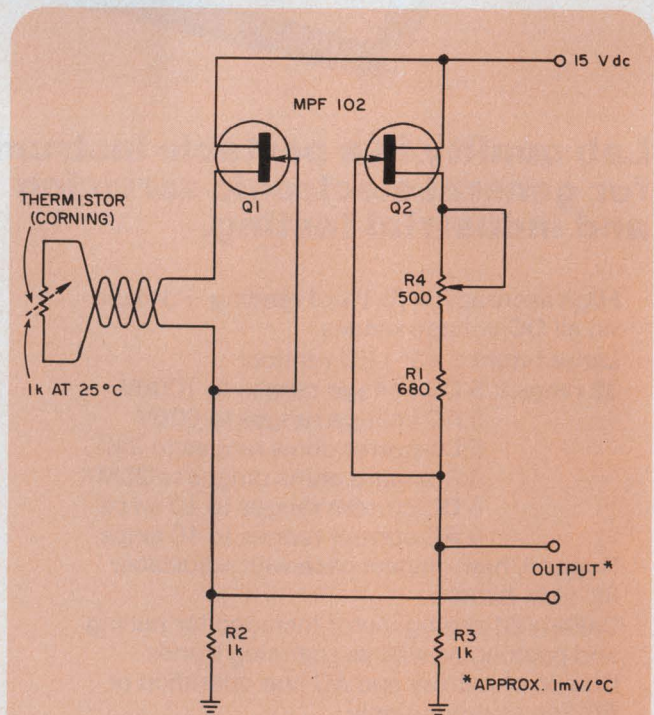 15 Vdc
MPF 102
Q1
Q2
THERMISTOR
(CORNING)
R4
500
R1
680
1k AT 25°C
OUTPUT*
R2
1k
R3
1k
*APPROX. 1mV/°C